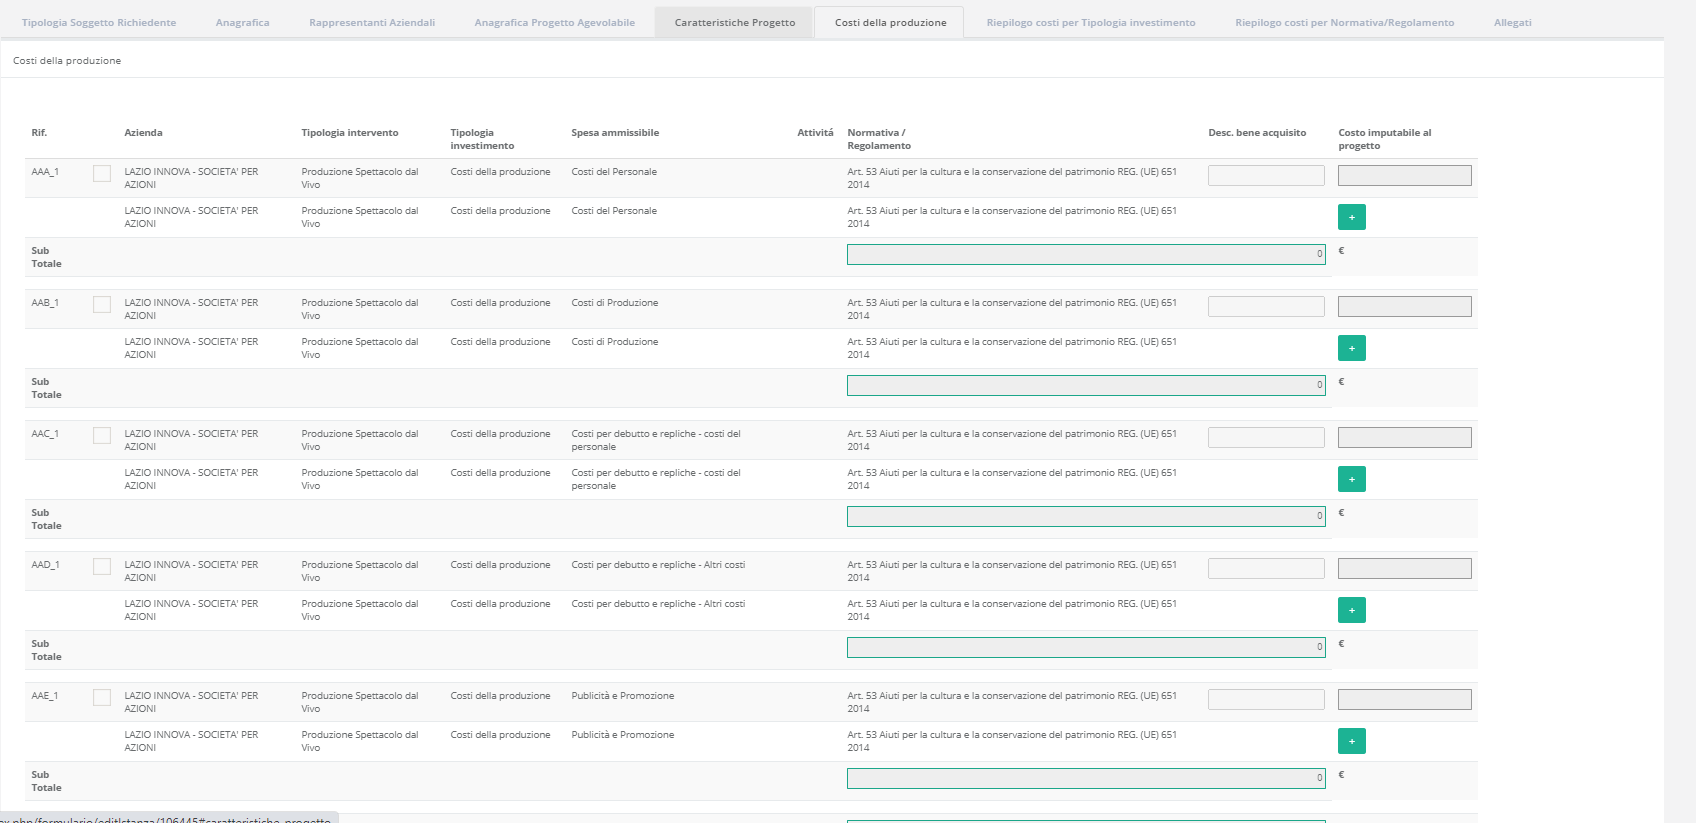 Tipologia Soggetto Richiedente Anagrafica Rappresentanti Aziendali Anagrafica Progetto Agevolabile Caratteristiche Progetto Costi della produzione Riepilogo costi per Tipologia investimento Riepilogo costi per Normativa/Regolamento Allegati
Costi della produzione
Rif. Azienda Tipologia intervento Tipologia Spesa ammissibile Attivitá Normativa / Desc. bene acquisito Costo imputabile al
investimento Regolamento progetto
AAA_1 LAZIO INNOVA - SOCIETA' PER Produzione Spettacolo dal Costi della produzione Costi del Personale Art. 53 Aiuti per la cultura e la conservazione del patrimonio REG. (UE) 651
AZIONI Vivo 2014
LAZIO INNOVA - SOCIETA' PER Produzione Spettacolo dal Costi della produzione Costi del Personale Art. 53 Aiuti per la cultura e la conservazione del patrimonio REG. (UE) 651 +
AZIONI Vivo 2014
Sub 0 €
Totale
AAB_1 LAZIO INNOVA - SOCIETA' PER Produzione Spettacolo dal Costi della produzione Costi di Produzione Art. 53 Aiuti per la cultura e la conservazione del patrimonio REG. (UE) 651
AZIONI Vivo 2014
LAZIO INNOVA - SOCIETA' PER Produzione Spettacolo dal Costi della produzione Costi di Produzione Art. 53 Aiuti per la cultura e la conservazione del patrimonio REG. (UE) 651 +
AZIONI Vivo 2014
Sub 0 €
Totale
AAC_1 LAZIO INNOVA - SOCIETA' PER Produzione Spettacolo dal Costi della produzione Costi per debutto e repliche - costi del Art. 53 Aiuti per la cultura e la conservazione del patrimonio REG. (UE) 651
AZIONI Vivo personale 2014
LAZIO INNOVA - SOCIETA' PER Produzione Spettacolo dal Costi della produzione Costi per debutto e repliche - costi del Art. 53 Aiuti per la cultura e la conservazione del patrimonio REG. (UE) 651 +
AZIONI Vivo personale 2014
Sub 0 €
Totale
AAD_1 LAZIO INNOVA - SOCIETA' PER Produzione Spettacolo dal Costi della produzione Costi per debutto e repliche - Altri costi Art. 53 Aiuti per la cultura e la conservazione del patrimonio REG. (UE) 651
AZIONI Vivo 2014
LAZIO INNOVA - SOCIETA' PER Produzione Spettacolo dal Costi della produzione Costi per debutto e repliche - Altri costi Art. 53 Aiuti per la cultura e la conservazione del patrimonio REG. (UE) 651 +
AZIONI Vivo 2014
Sub 0 €
Totale
AAE_1 LAZIO INNOVA - SOCIETA' PER Produzione Spettacolo dal Costi della produzione Publicità e Promozione Art. 53 Aiuti per la cultura e la conservazione del patrimonio REG. (UE) 651
AZIONI Vivo 2014
LAZIO INNOVA - SOCIETA' PER Produzione Spettacolo dal Costi della produzione Publicità e Promozione Art. 53 Aiuti per la cultura e la conservazione del patrimonio REG. (UE) 651 +
AZIONI Vivo 2014
Sub 0 €
Totale
ex.php/formulario/editIstanza/106445#caratteristiche_progetto